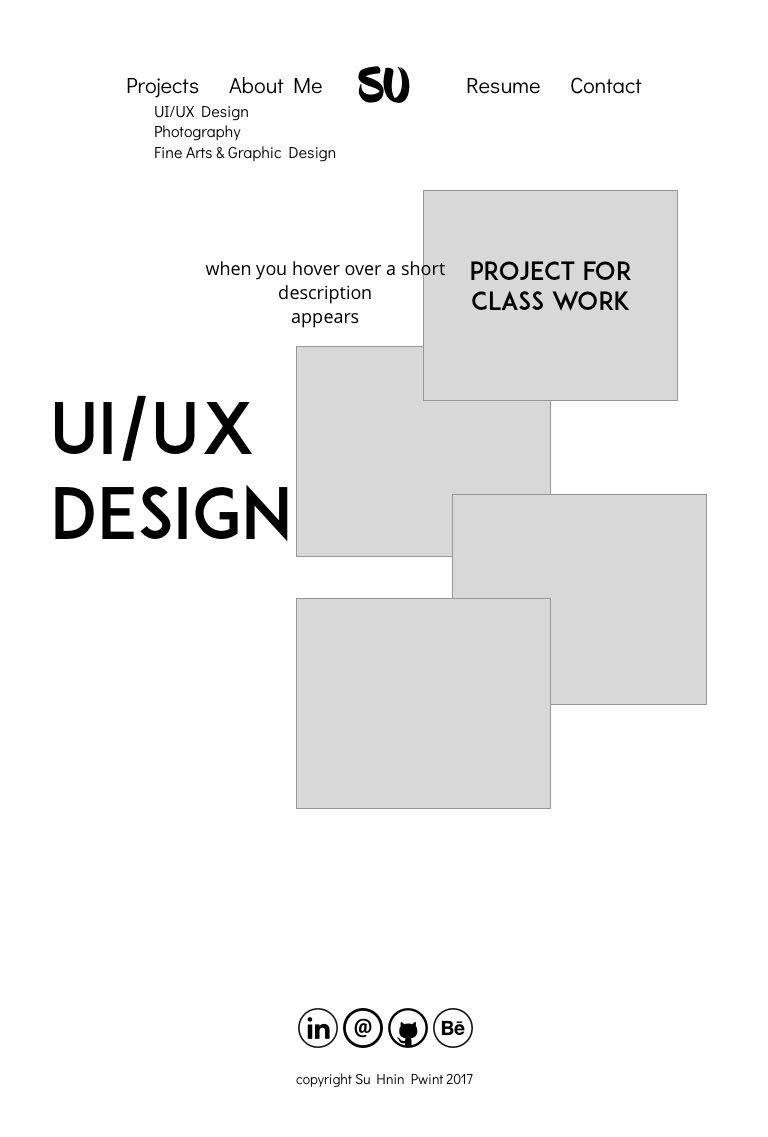 Projects About Me SU Resume Contact
UI/UX Design
Photography
Fine Arts & Graphic Design
when you hover over a short
description
appears
PROJECT FOR
CLASS WORK
UI/UX
DESIGN
in @ Bē
copyright Su Hnin Pwint 2017